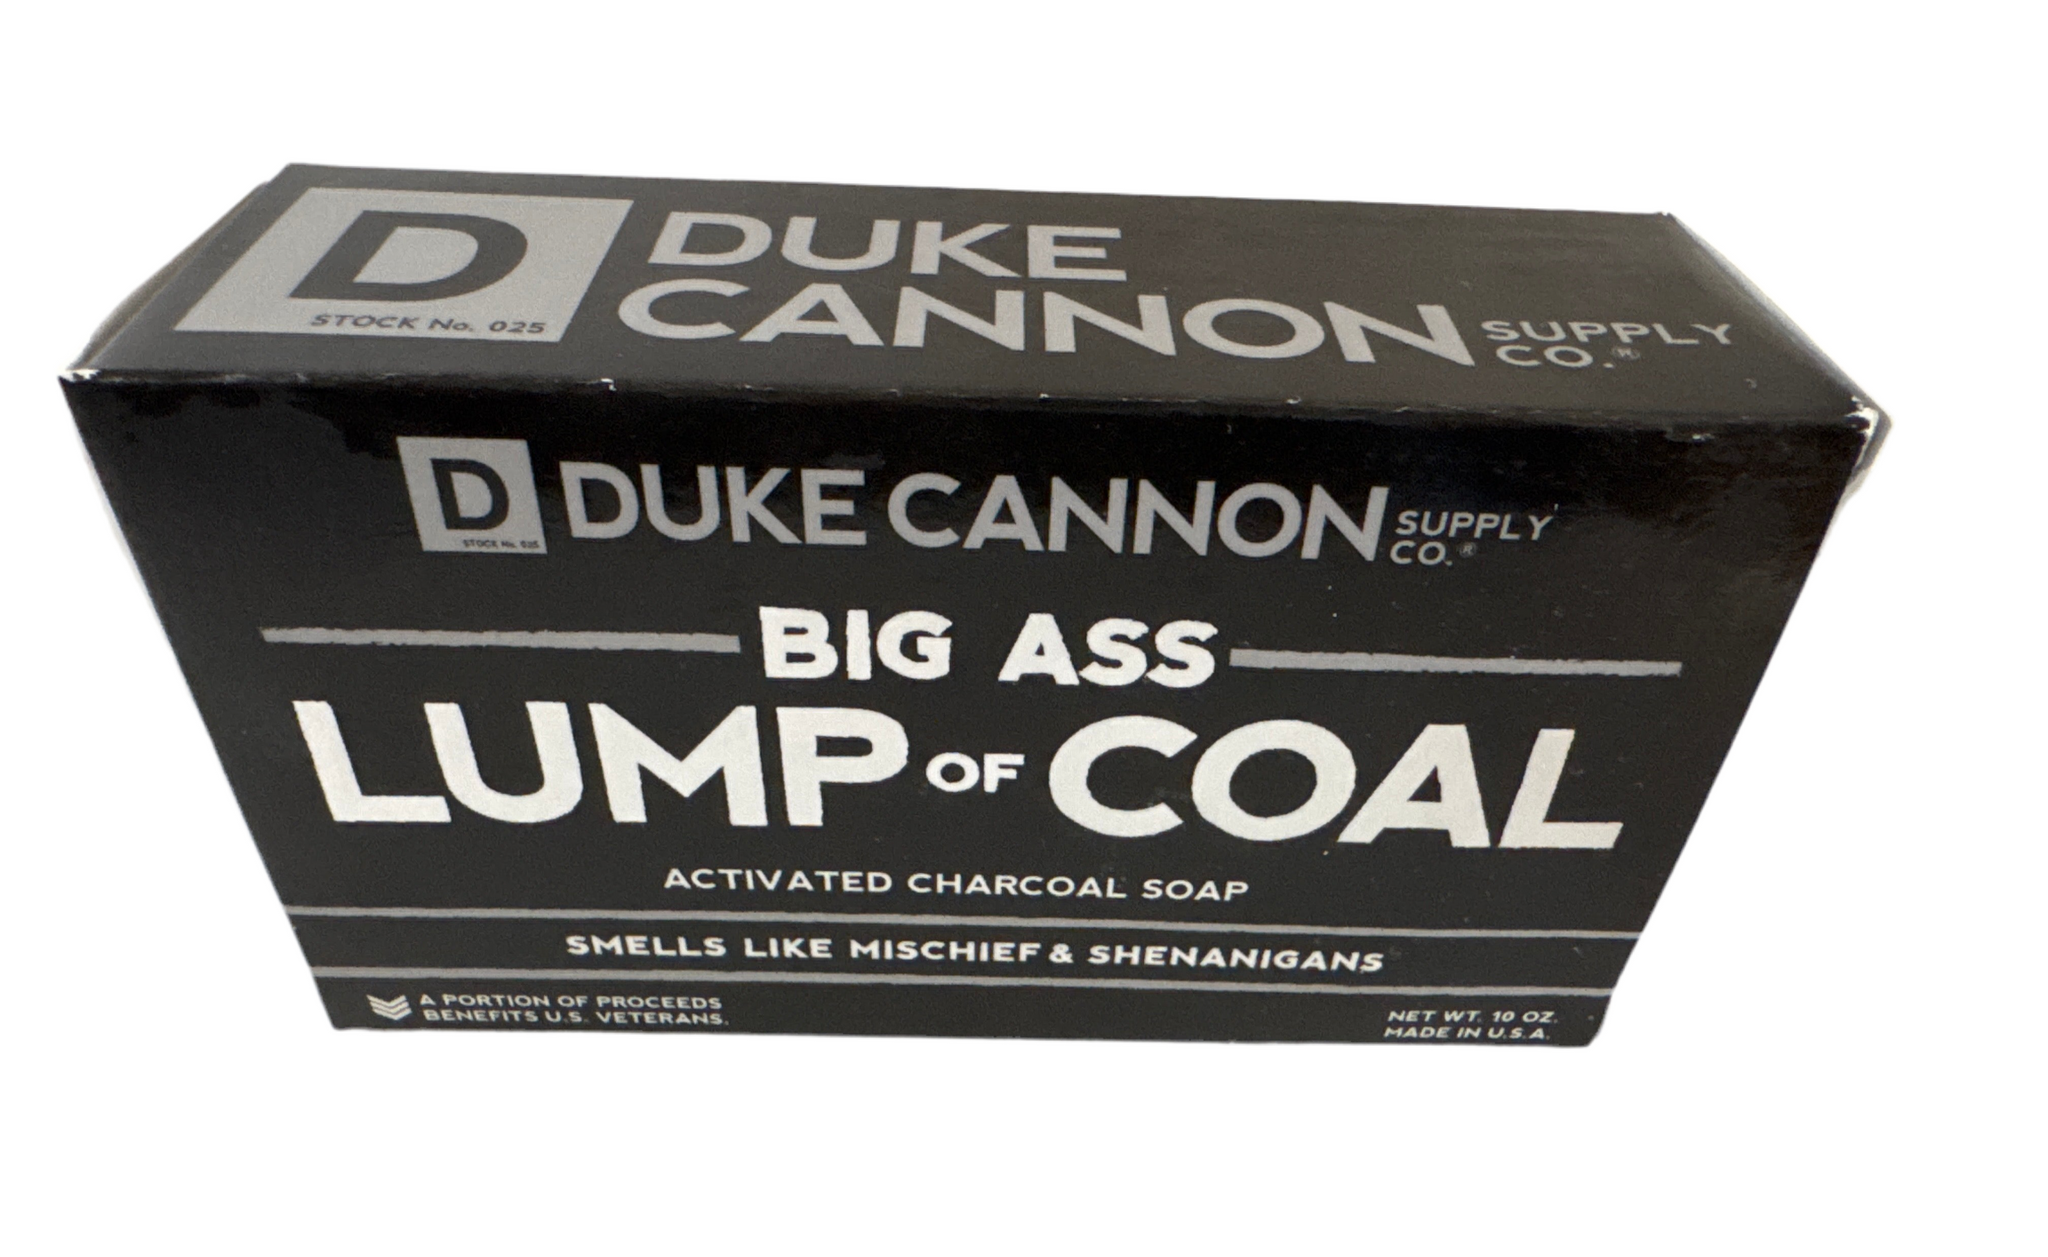 D
STOCK No. 025
DUKE
CANNON
SUPPLY
CO.®
D
STOCK No. 025
DUKE CANNON
SUPPLY
CO.®
BIG ASS
LUMP OF COAL
ACTIVATED CHARCOAL SOAP
SMELLS LIKE MISCHIEF & SHENANIGANS
A PORTION OF PROCEEDS
BENEFITS U.S. VETERANS.
NET WT. 10 OZ.
MADE IN U.S.A.